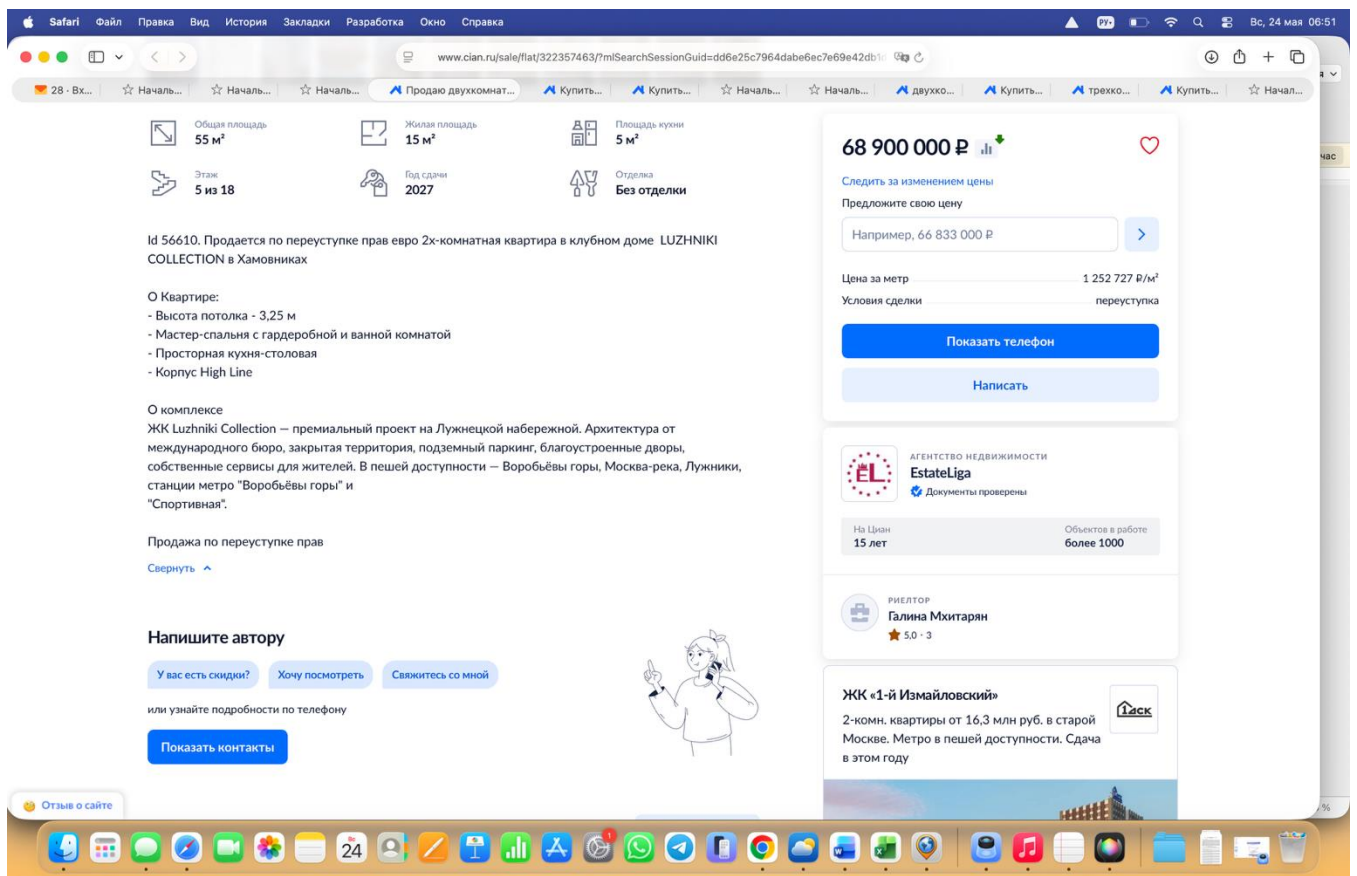 Safari Файл Правка Вид История Закладки Разработка Окно Справка
РУ Вс, 24 мая 06:51
www.cian.ru/sale/flat/322357463/?mlSearchSessionGuid=dd6e25c7964dabe6ec7e69e42db1
28 - Вх... Началь... Началь... Началь... Продаю двухкомнат... Купить... Купить... Началь... Началь... двухко... Купить... трехко... Купить... Начал...
Общая площадь
55 м²
Жилая площадь
15 м²
Площадь кухни
5 м²
Этаж
5 из 18
Год сдачи
2027
Отделка
Без отделки
Id 56610. Продается по переуступке прав евро 2х-комнатная квартира в клубном доме LUZHNIKI
COLLECTION в Хамовниках
О Квартире:
- Высота потолка - 3,25 м
- Мастер-спальня с гардеробной и ванной комнатой
- Просторная кухня-столовая
- Корпус High Line
О комплексе
ЖК Luzhniki Collection — премиальный проект на Лужнецкой набережной. Архитектура от
международного бюро, закрытая территория, подземный паркинг, благоустроенные дворы,
собственные сервисы для жителей. В пешей доступности — Воробьёвы горы, Москва-река, Лужники,
станции метро "Воробьёвы горы" и
"Спортивная".
Продажа по переуступке прав
Свернуть
Напишите автору
У вас есть скидки? Хочу посмотреть Свяжитесь со мной
или узнайте подробности по телефону
Показать контакты
Отзыв о сайте
68 900 000 ₽
Следить за изменением цены
Предложите свою цену
Например, 66 833 000 ₽
Цена за метр 1 252 727 ₽/м²
Условия сделки переуступка
Показать телефон
Написать
EL
АГЕНТСТВО НЕДВИЖИМОСТИ
EstateLiga
Документы проверены
На Циан
15 лет
Объектов в работе
более 1000
РИЕЛТОР
Галина Мхитарян
5,0 · 3
ЖК «1-й Измайловский»
2-комн. квартиры от 16,3 млн руб. в старой
Москве. Метро в пешей доступности. Сдача
в этом году
1ДСК
час
%
Вс
24
1